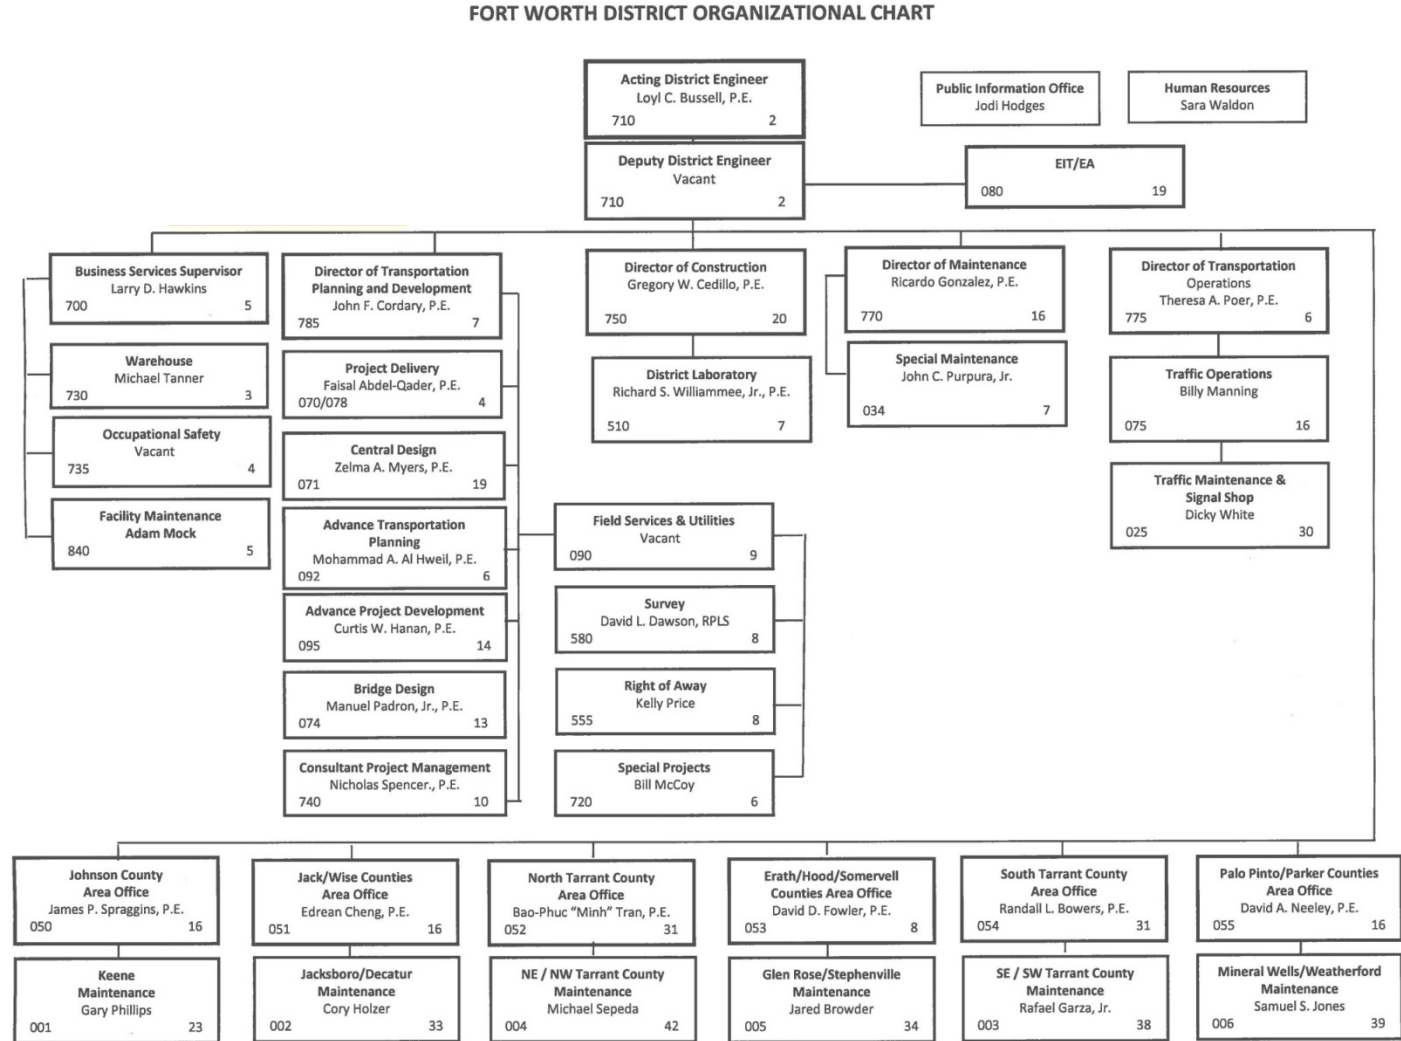 FORT WORTH DISTRICT ORGANIZATIONAL CHART
Acting District Engineer
Loyl C. Bussell, P.E.
710 2
Public Information Office
Jodi Hodges
Human Resources
Sara Waldon
Deputy District Engineer
Vacant
710 2
EIT/EA
080 19
Business Services Supervisor
Larry D. Hawkins
700 5
Warehouse
Michael Tanner
730 3
Occupational Safety
Vacant
735 4
Facility Maintenance
Adam Mock
840 5
Director of Transportation
Planning and Development
John F. Cordary, P.E.
785 7
Project Delivery
Faisal Abdel-Qader, P.E.
070/078 4
Central Design
Zelma A. Myers, P.E.
071 19
Advance Transportation
Planning
Mohammad A. Al Hweil, P.E.
092 6
Advance Project Development
Curtis W. Hanan, P.E.
095 14
Bridge Design
Manuel Padron, Jr., P.E.
074 13
Consultant Project Management
Nicholas Spencer., P.E.
740 10
Field Services & Utilities
Vacant
090 9
Survey
David L. Dawson, RPLS
580 8
Right of Away
Kelly Price
555 8
Special Projects
Bill McCoy
720 6
Director of Construction
Gregory W. Cedillo, P.E.
750 20
District Laboratory
Richard S. Williammee, Jr., P.E.
510 7
Director of Maintenance
Ricardo Gonzalez, P.E.
770 16
Special Maintenance
John C. Purpura, Jr.
034 7
Director of Transportation
Operations
Theresa A. Poer, P.E.
775 6
Traffic Operations
Billy Manning
075 16
Traffic Maintenance &
Signal Shop
Dicky White
025 30
Johnson County
Area Office
James P. Spraggins, P.E.
050 16
Keene
Maintenance
Gary Phillips
001 23
Jack/Wise Counties
Area Office
Edrean Cheng, P.E.
051 16
Jacksboro/Decatur
Maintenance
Cory Holzer
002 33
North Tarrant County
Area Office
Bao-Phuc "Minh" Tran, P.E.
052 31
NE / NW Tarrant County
Maintenance
Michael Sepeda
004 42
Erath/Hood/Somervell
Counties Area Office
David D. Fowler, P.E.
053 8
Glen Rose/Stephenville
Maintenance
Jared Browder
005 34
South Tarrant County
Area Office
Randall L. Bowers, P.E.
054 31
SE / SW Tarrant County
Maintenance
Rafael Garza, Jr.
003 38
Palo Pinto/Parker Counties
Area Office
David A. Neeley, P.E.
055 16
Mineral Wells/Weatherford
Maintenance
Samuel S. Jones
006 39